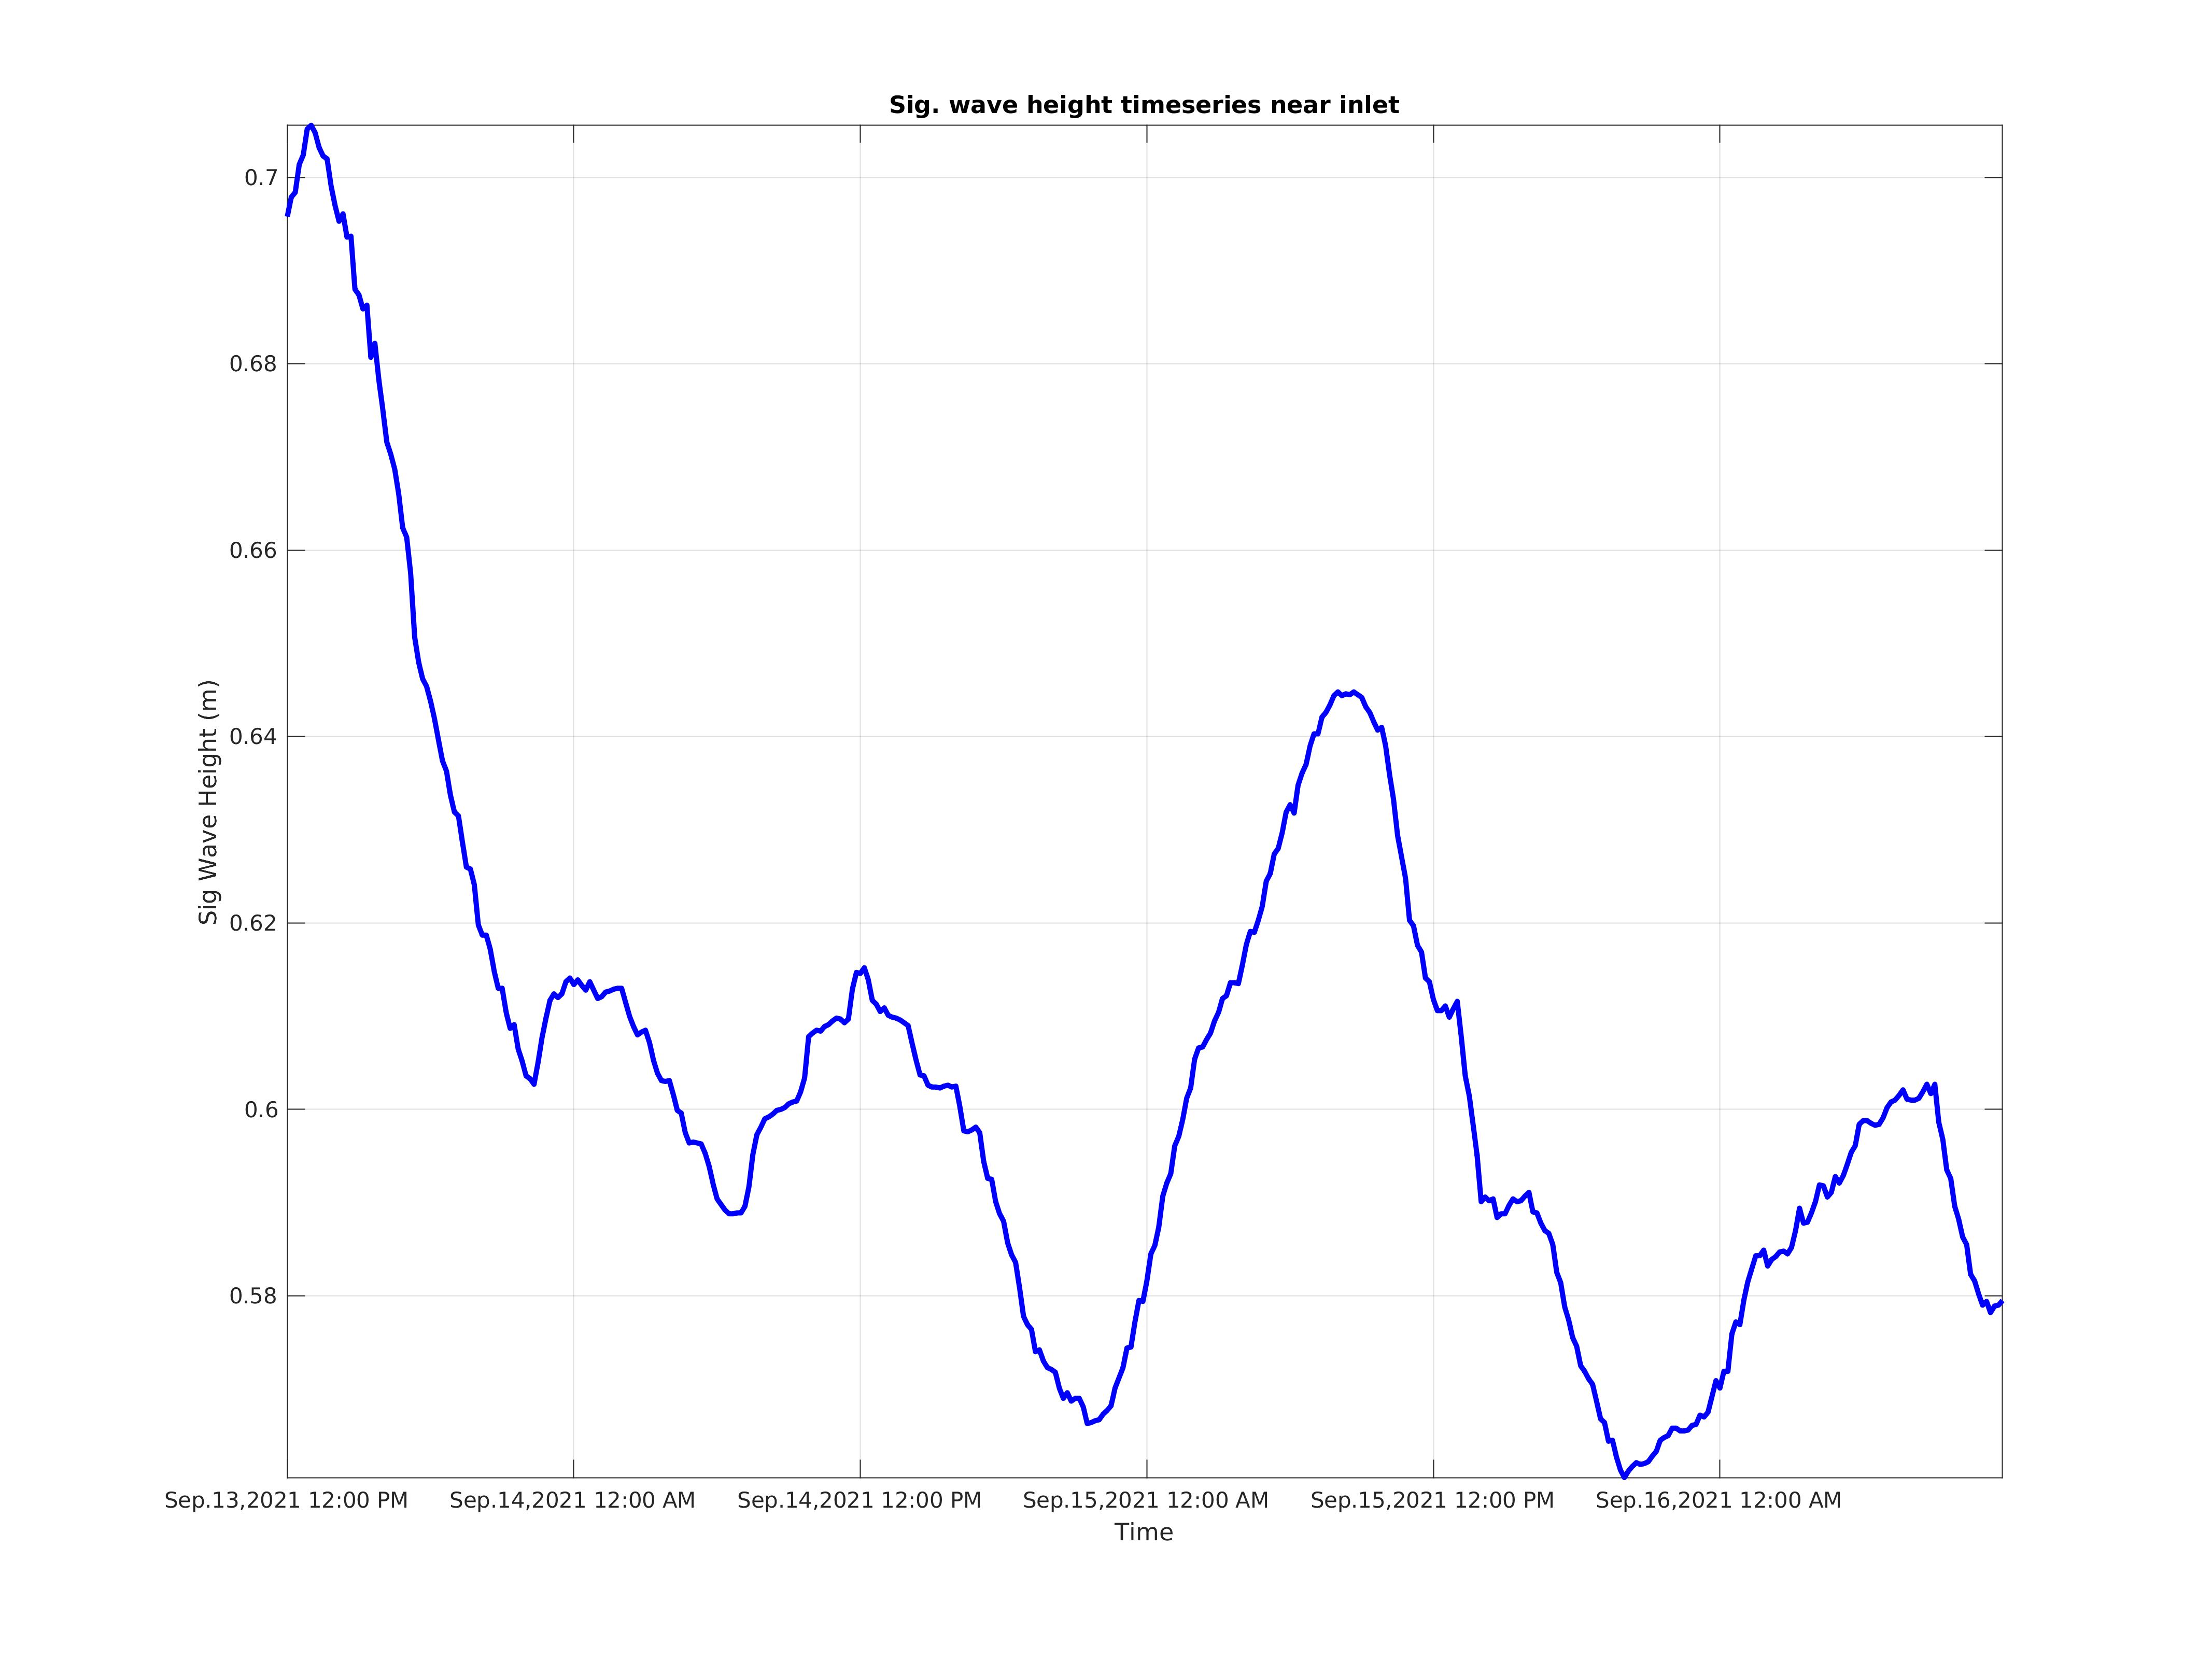 Sig. wave height timeseries near inlet
0.7
0.68
0.66
0.64
0.62
0.6
0.58
Sig Wave Height (m)
Sep.13,2021 12:00 PM Sep.14,2021 12:00 AM Sep.14,2021 12:00 PM Sep.15,2021 12:00 AM Sep.15,2021 12:00 PM Sep.16,2021 12:00 AM
Time